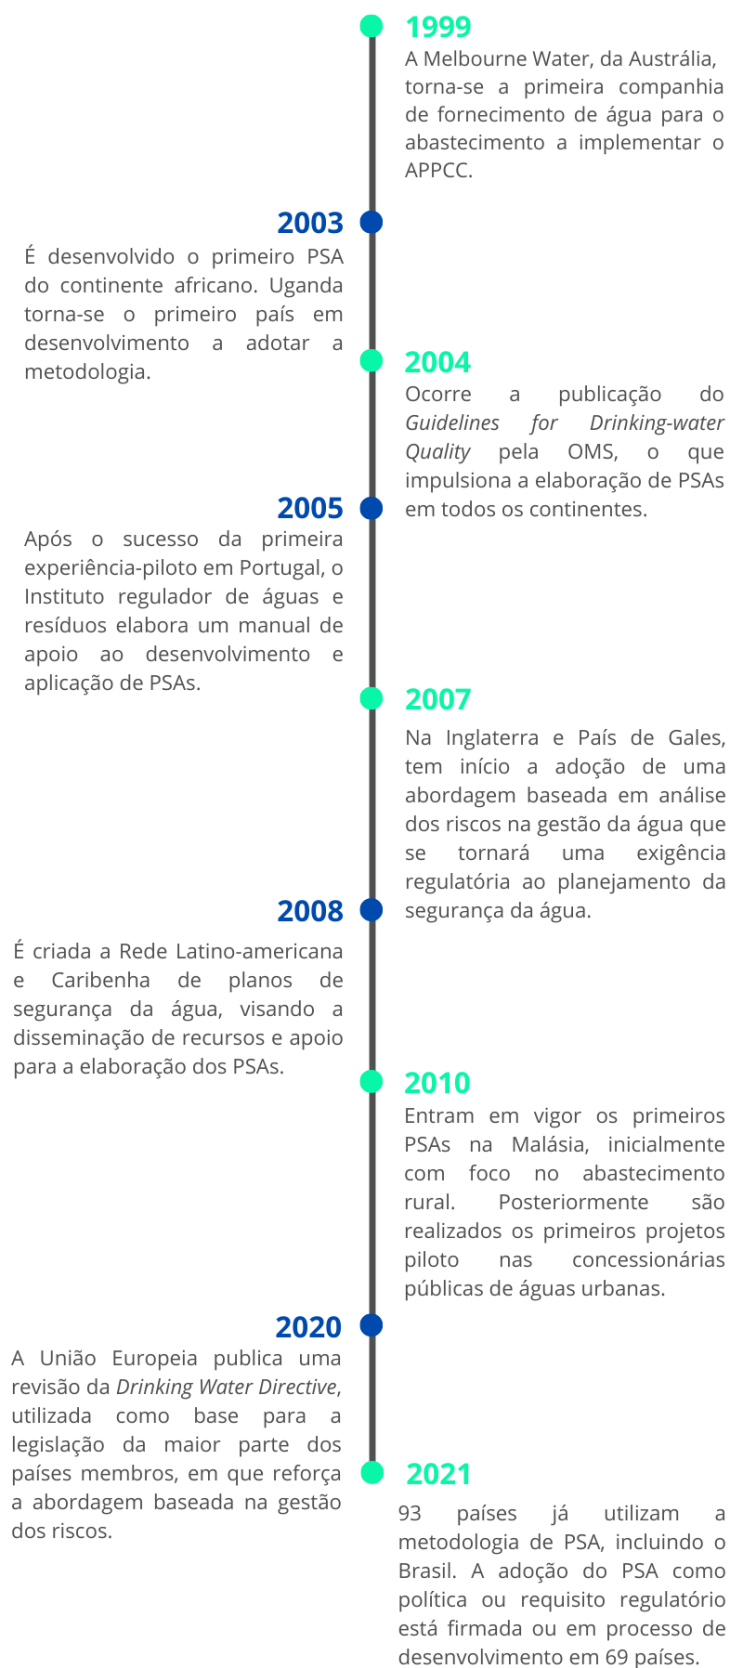 1999
A Melbourne Water, da Austrália,
torna-se a primeira companhia
de fornecimento de água para o
abastecimento a implementar o
APPCC.
2003
É desenvolvido o primeiro PSA
do continente africano. Uganda
torna-se o primeiro país em
desenvolvimento a adotar a
metodologia.
2004
Ocorre a publicação do
Guidelines for Drinking-water
Quality pela OMS, o que
impulsiona a elaboração de PSAs
em todos os continentes.
2005
Após o sucesso da primeira
experiência-piloto em Portugal, o
Instituto regulador de águas e
resíduos elabora um manual de
apoio ao desenvolvimento e
aplicação de PSAs.
2007
Na Inglaterra e País de Gales,
tem início a adoção de uma
abordagem baseada em análise
dos riscos na gestão da água que
se tornará uma exigência
regulatória ao planejamento da
segurança da água.
2008
É criada a Rede Latino-americana
e Caribenha de planos de
segurança da água, visando a
disseminação de recursos e apoio
para a elaboração dos PSAs.
2010
Entram em vigor os primeiros
PSAs na Malásia, inicialmente
com foco no abastecimento
rural. Posteriormente são
realizados os primeiros projetos
piloto nas concessionárias
públicas de águas urbanas.
2020
A União Europeia publica uma
revisão da Drinking Water Directive,
utilizada como base para a
legislação da maior parte dos
países membros, em que reforça
a abordagem baseada na gestão
dos riscos.
2021
93 países já utilizam a
metodologia de PSA, incluindo o
Brasil. A adoção do PSA como
política ou requisito regulatório
está firmada ou em processo de
desenvolvimento em 69 países.